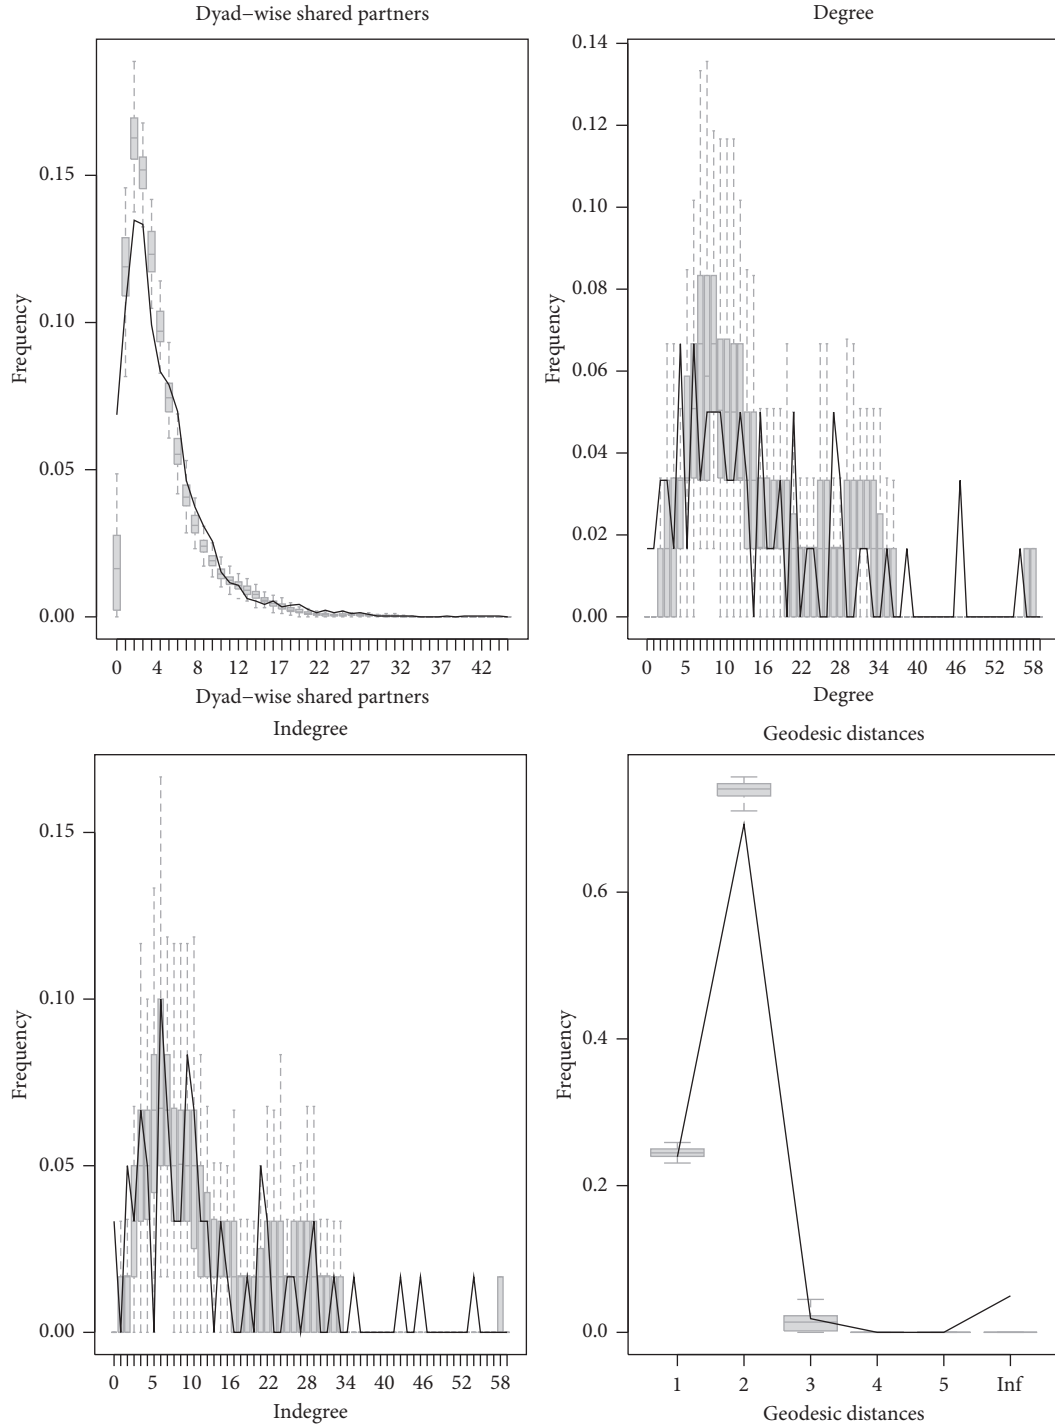 Dyad−wise shared partners
Frequency
0.15
0.10
0.05
0.00
0 4 8 12 17 22 27 32 37 42
Dyad−wise shared partners
Degree
Frequency
0.14
0.12
0.10
0.08
0.06
0.04
0.02
0.00
0 5 10 16 22 28 34 40 46 52 58
Degree
Indegree
Frequency
0.15
0.10
0.05
0.00
0 5 10 16 22 28 34 40 46 52 58
Indegree
Geodesic distances
Frequency
0.6
0.4
0.2
0.0
1 2 3 4 5 Inf
Geodesic distances